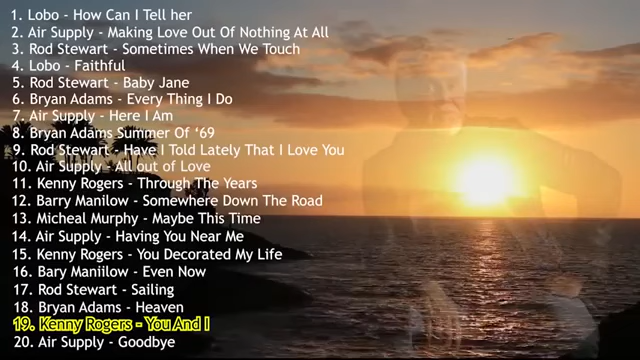 1. Lobo - How Can I Tell her
2. Air Supply - Making Love Out Of Nothing At All
3. Rod Stewart - Sometimes When We Touch
4. Lobo - Faithful
5. Rod Stewart - Baby Jane
6. Bryan Adams - Every Thing I Do
7. Air Supply - Here I Am
8. Bryan Adams Summer Of ‘69
9. Rod Stewart - Have I Told Lately That I Love You
10. Air Supply - All out of Love
11. Kenny Rogers - Through The Years
12. Barry Manilow - Somewhere Down The Road
13. Micheal Murphy - Maybe This Time
14. Air Supply - Having You Near Me
15. Kenny Rogers - You Decorated My Life
16. Bary Maniilow - Even Now
17. Rod Stewart - Sailing
18. Bryan Adams - Heaven
19. Kenny Rogers - You And I
20. Air Supply - Goodbye